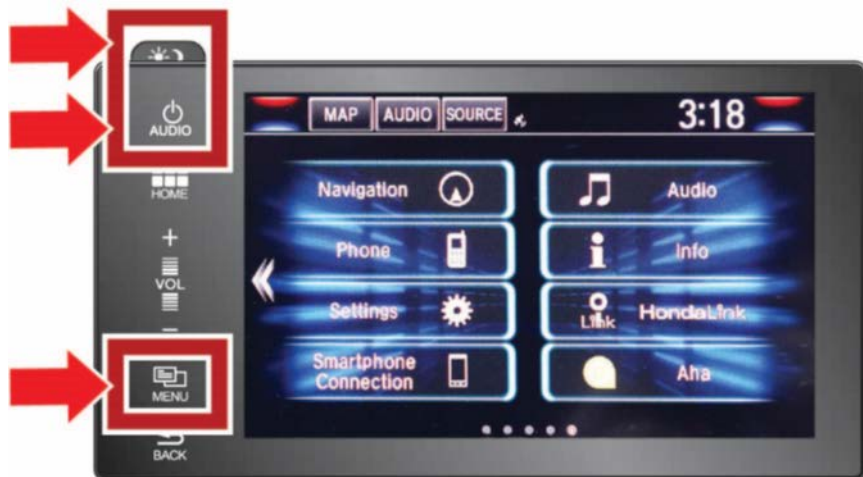 AUDIO
HOME
+
VOL
−
MENU
BACK
MAP AUDIO SOURCE 3:18
Navigation
Audio
Phone
Info
Settings
Link HondaLink
Smartphone
Connection
Aha